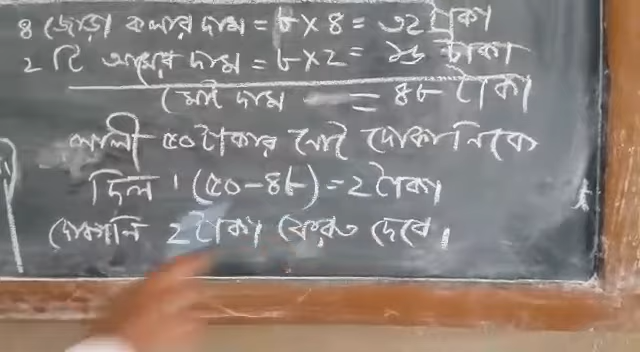 ৪ জোড়া কলার দাম = ৮ × ৪ = ৩২ টাকা
২ টি আমের দাম = ৮ × ২ = ১৬ টাকা
মোট দাম = ৪৮ টাকা
লালী ৫০ টাকার নোট দোকানিকে
দিল । (৫০ - ৪৮) = ২ টাকা
দোকানি ২ টাকা ফেরত দেবে।